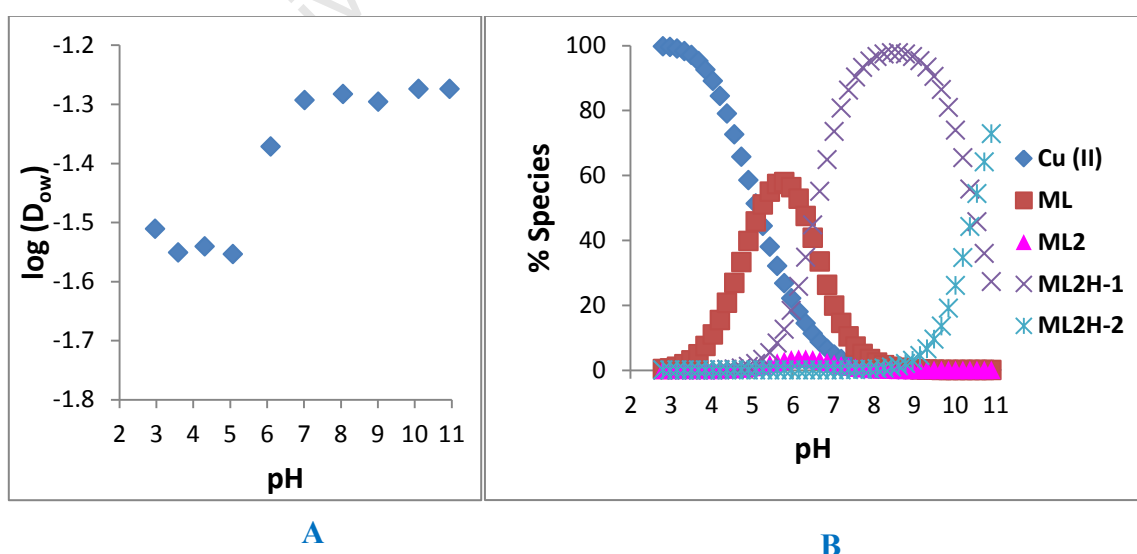 -1.2
-1.3
-1.4
-1.5
-1.6
-1.7
-1.8
2 3 4 5 6 7 8 9 10 11
log (Dow)
pH
A
100
80
60
40
20
0
2 3 4 5 6 7 8 9 10 11
% Species
pH
Cu (II)
ML
ML2
ML2H-1
ML2H-2
B